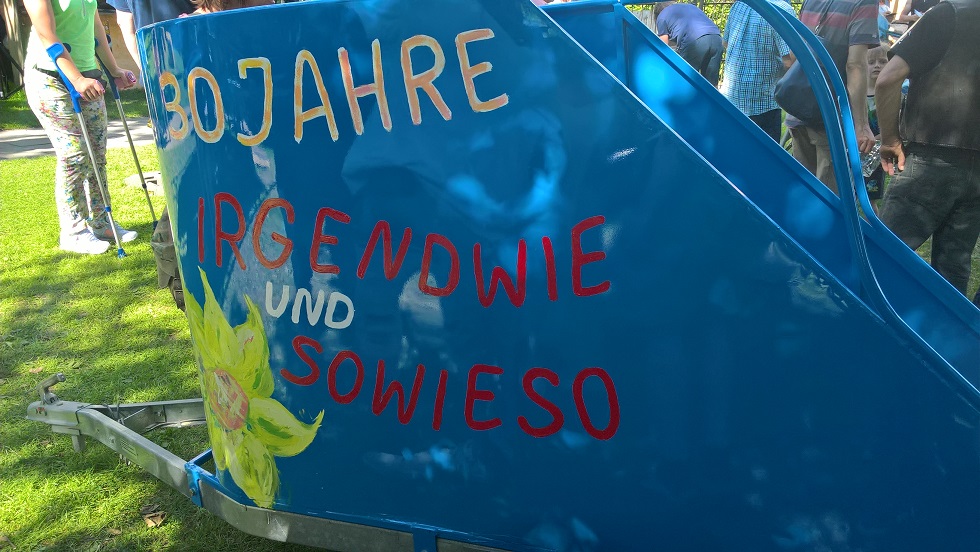 30 JAHRE
IRGENDWIE
UND
SOWIESO